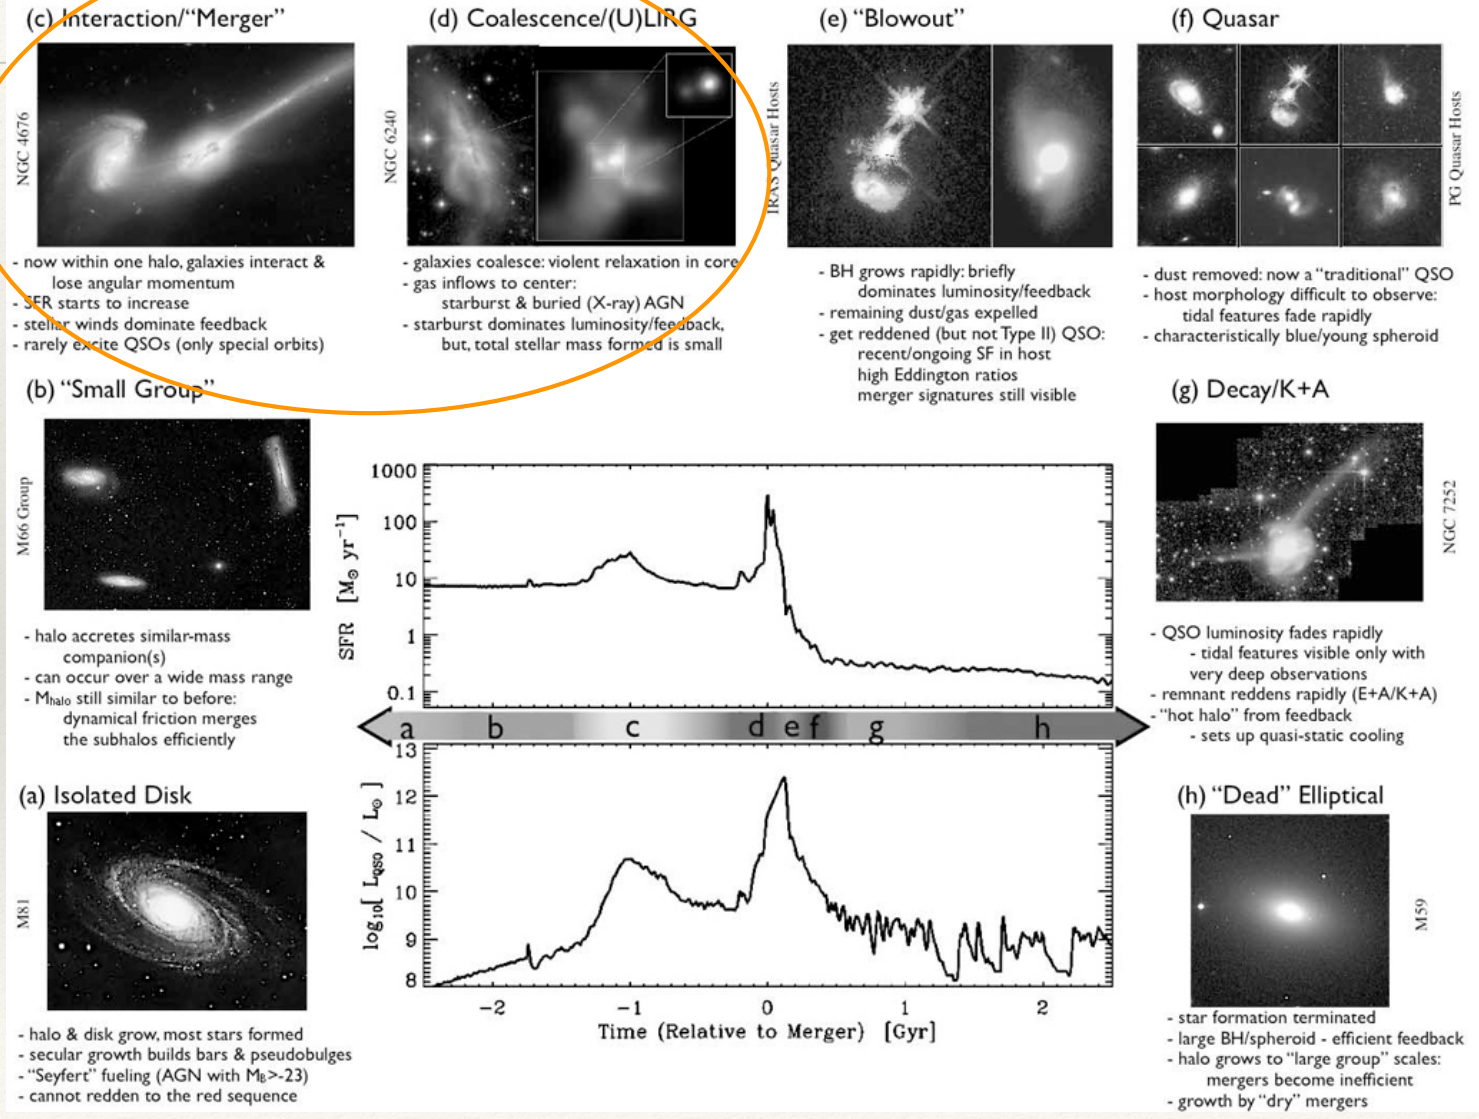 (c) Interaction/“Merger”
NGC 4676
- now within one halo, galaxies interact &
lose angular momentum
- SFR starts to increase
- stellar winds dominate feedback
- rarely excite QSOs (only special orbits)
(d) Coalescence/(U)LIRG
NGC 6240
- galaxies coalesce: violent relaxation in core
- gas inflows to center:
starburst & buried (X-ray) AGN
- starburst dominates luminosity/feedback,
but, total stellar mass formed is small
(e) “Blowout”
IRAS Quasar Hosts
- BH grows rapidly: briefly
dominates luminosity/feedback
- remaining dust/gas expelled
- get reddened (but not Type II) QSO:
recent/ongoing SF in host
high Eddington ratios
merger signatures still visible
(f) Quasar
PG Quasar Hosts
- dust removed: now a “traditional” QSO
- host morphology difficult to observe:
tidal features fade rapidly
- characteristically blue/young spheroid
(b) “Small Group”
M66 Group
- halo accretes similar-mass
companion(s)
- can occur over a wide mass range
- Mhalo still similar to before:
dynamical friction merges
the subhalos efficiently
(g) Decay/K+A
NGC 7252
- QSO luminosity fades rapidly
- tidal features visible only with
very deep observations
- remnant reddens rapidly (E+A/K+A)
- “hot halo” from feedback
- sets up quasi-static cooling
(a) Isolated Disk
M81
- halo & disk grow, most stars formed
- secular growth builds bars & pseudobulges
- “Seyfert” fueling (AGN with MB>-23)
- cannot redden to the red sequence
(h) “Dead” Elliptical
M59
- star formation terminated
- large BH/spheroid - efficient feedback
- halo grows to “large group” scales:
mergers become inefficient
- growth by “dry” mergers
SFR [M⊙ yr⁻¹]
1000
100
10
1
0.1
a b c d e f g h
log10[ LQSO / L⊙ ]
13
12
11
10
9
8
-2 -1 0 1 2
Time (Relative to Merger) [Gyr]